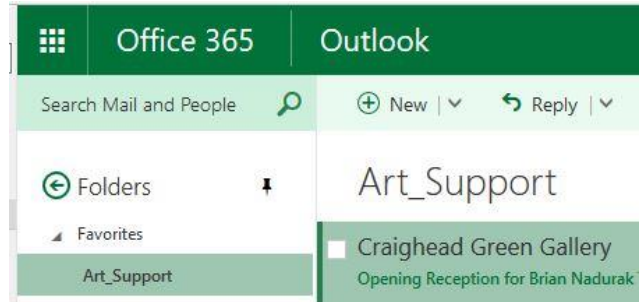 Office 365 Outlook
Search Mail and People New Reply
Folders Art_Support
Favorites
Craighead Green Gallery
Art_Support Opening Reception for Brian Nadurak